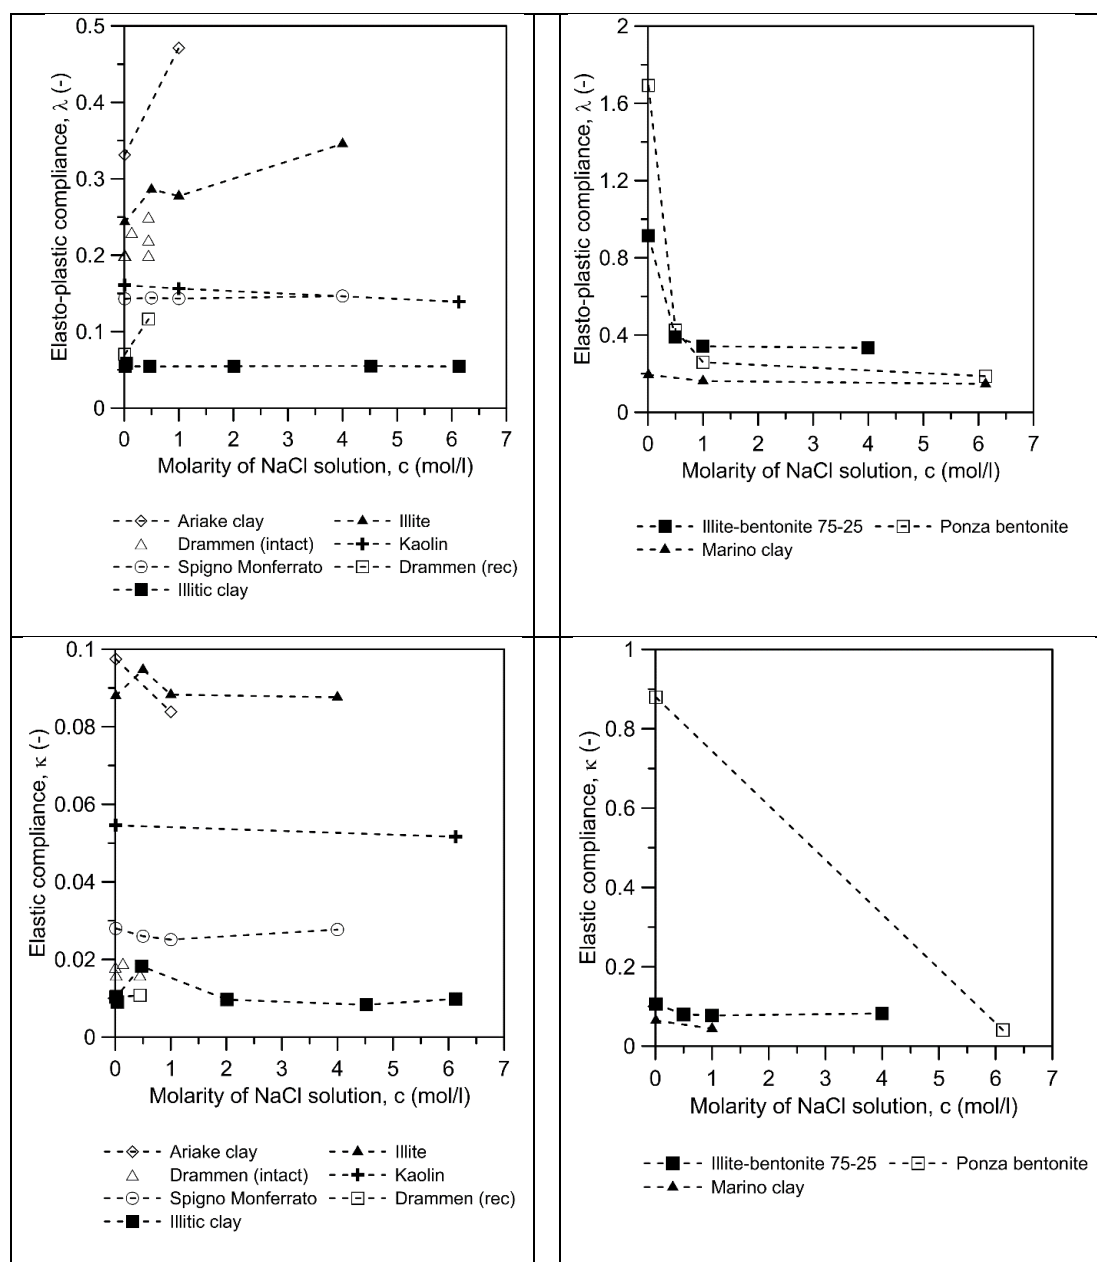 0.5
0.4
0.3
0.2
0.1
0
Elasto-plastic compliance, λ (-)
0 1 2 3 4 5 6 7
Molarity of NaCl solution, c (mol/l)
Ariake clay Illite
Drammen (intact) Kaolin
Spigno Monferrato Drammen (rec)
Illitic clay
2
1.6
1.2
0.8
0.4
0
Elasto-plastic compliance, λ (-)
0 1 2 3 4 5 6 7
Molarity of NaCl solution, c (mol/l)
Illite-bentonite 75-25 Ponza bentonite
Marino clay
0.1
0.08
0.06
0.04
0.02
0
Elastic compliance, κ (-)
0 1 2 3 4 5 6 7
Molarity of NaCl solution, c (mol/l)
Ariake clay Illite
Drammen (intact) Kaolin
Spigno Monferrato Drammen (rec)
Illitic clay
1
0.8
0.6
0.4
0.2
0
Elastic compliance, κ (-)
0 1 2 3 4 5 6 7
Molarity of NaCl solution, c (mol/l)
Illite-bentonite 75-25 Ponza bentonite
Marino clay